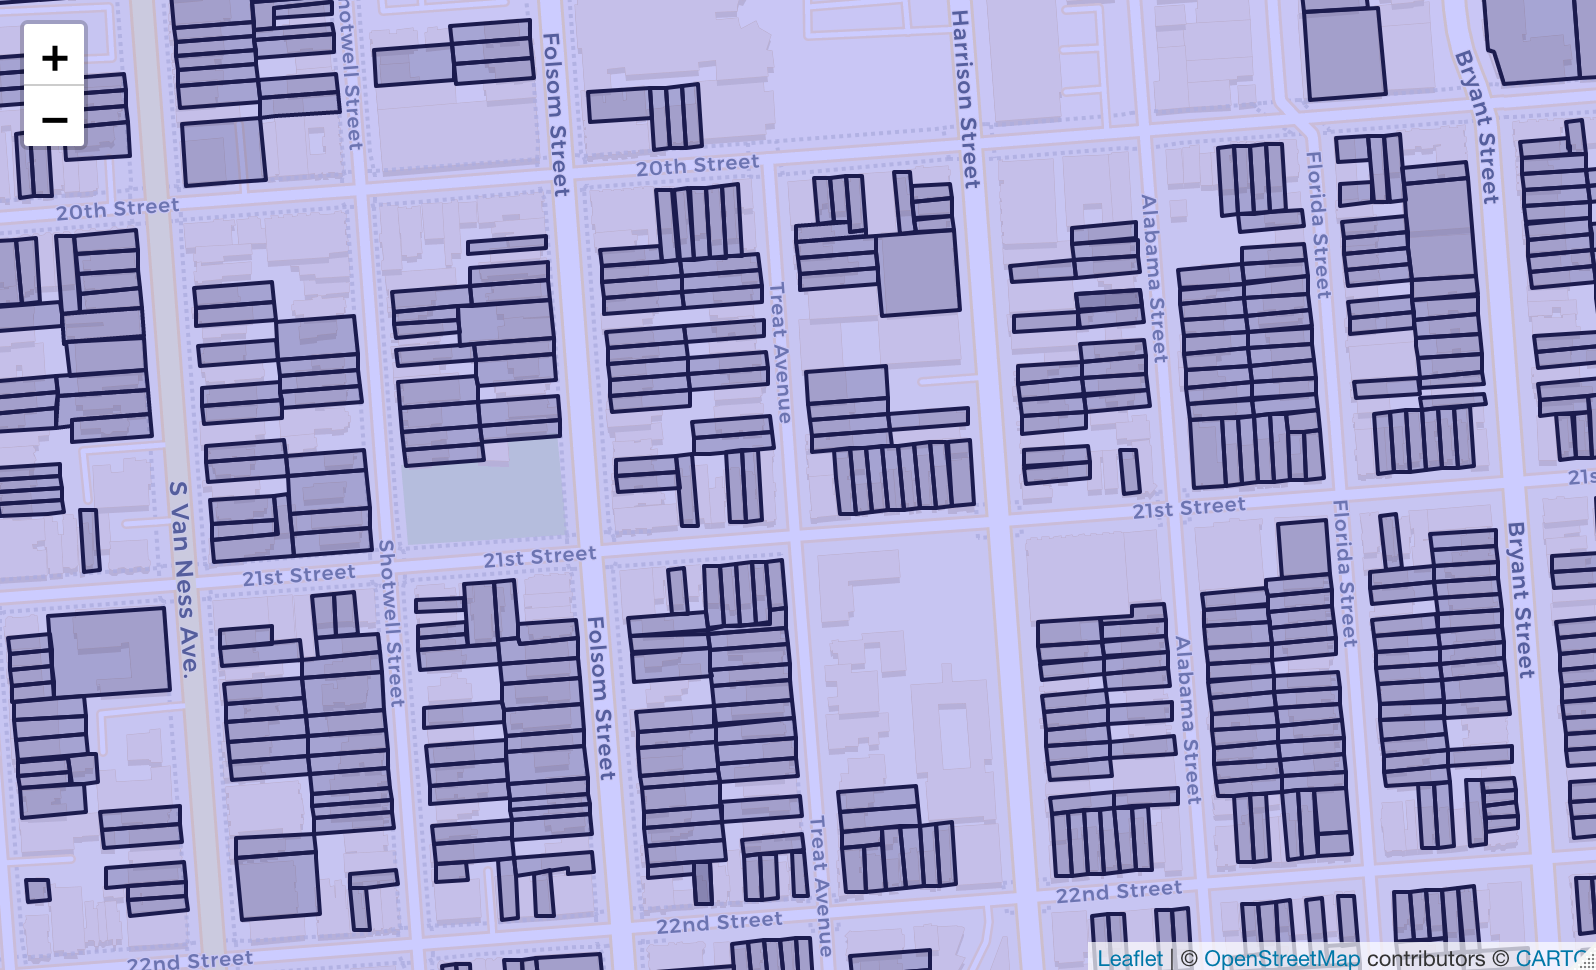 +
−
Shotwell Street
Folsom Street
Harrison Street
Bryant Street
20th Street
20th Street
Alabama Street
Florida Street
Treat Avenue
S Van Ness Ave.
21st Street
21st Street
21st Street
Shotwell Street
Folsom Street
Florida Street
Bryant Street
Alabama Street
Treat Avenue
22nd Street
22nd Street
22nd Street
Leaflet | © OpenStreetMap contributors © CARTO